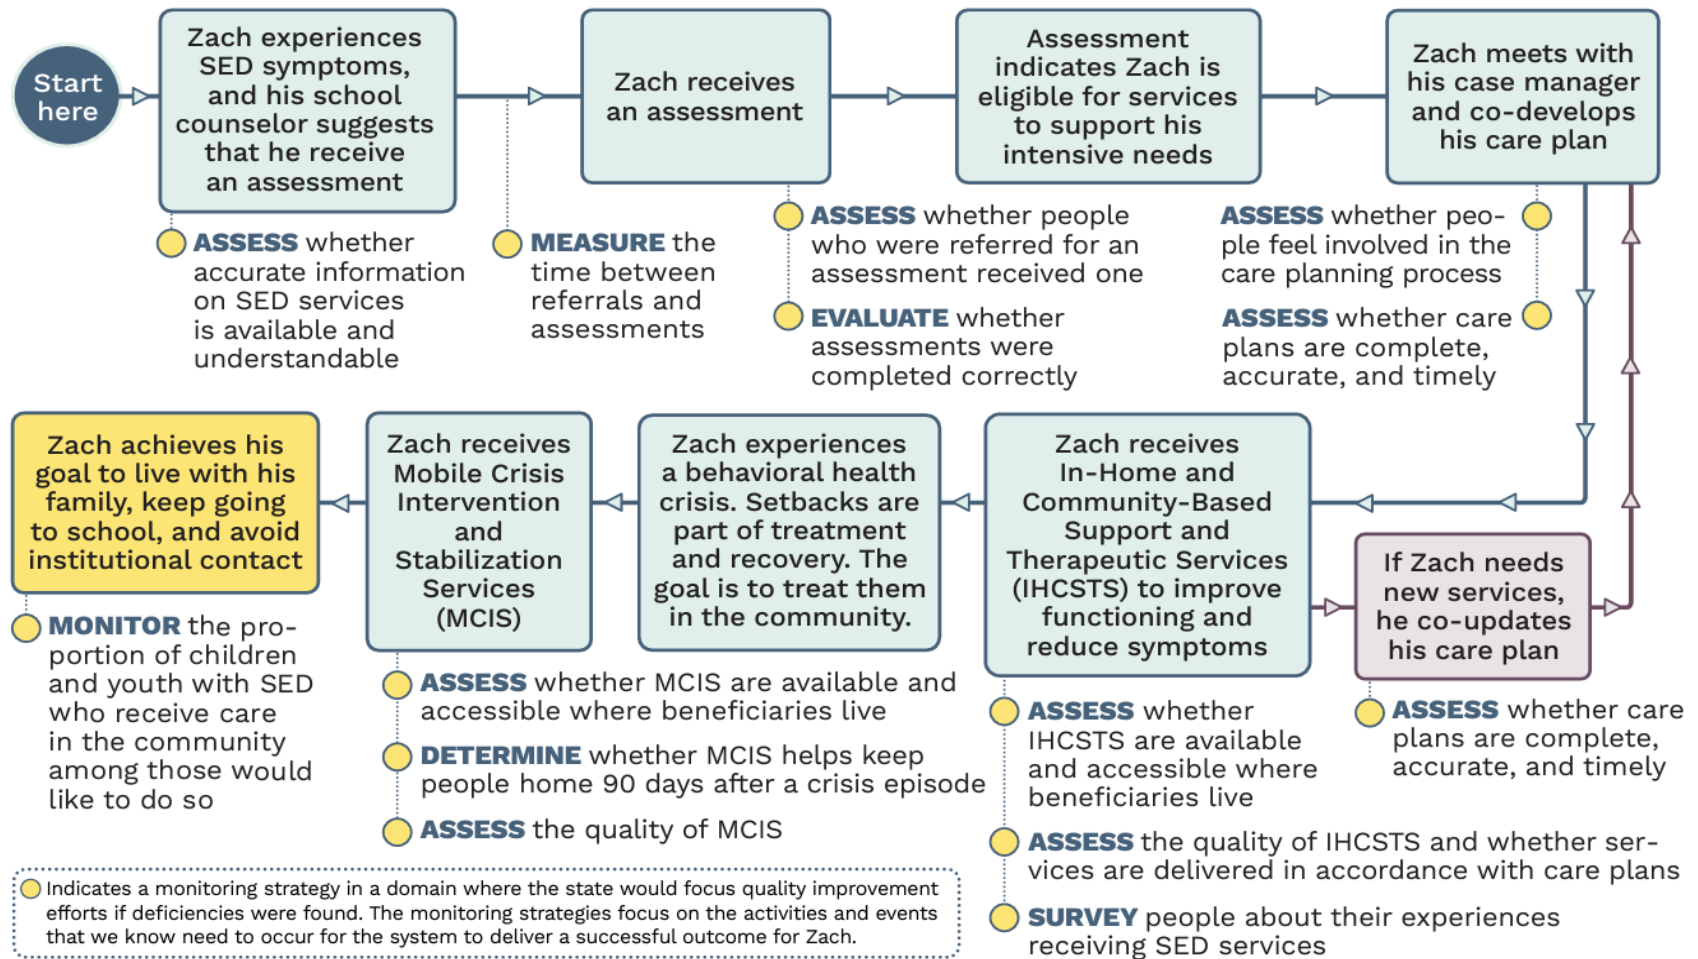 Start
here
Zach experiences
SED symptoms,
and his school
counselor suggests
that he receive
an assessment
Zach receives
an assessment
Assessment
indicates Zach is
eligible for services
to support his
intensive needs
Zach meets with
his case manager
and co-develops
his care plan
ASSESS whether
accurate information
on SED services
is available and
understandable
MEASURE the
time between
referrals and
assessments
ASSESS whether people
who were referred for an
assessment received one
EVALUATE whether
assessments were
completed correctly
ASSESS whether peo-
ple feel involved in the
care planning process
ASSESS whether care
plans are complete,
accurate, and timely
Zach receives
In-Home and
Community-Based
Support and
Therapeutic Services
(IHCSTS) to improve
functioning and
reduce symptoms
If Zach needs
new services,
he co-updates
his care plan
ASSESS whether care
plans are complete,
accurate, and timely
ASSESS whether
IHCSTS are available
and accessible where
beneficiaries live
ASSESS the quality of IHCSTS and whether ser-
vices are delivered in accordance with care plans
SURVEY people about their experiences
receiving SED services
Zach experiences
a behavioral health
crisis. Setbacks are
part of treatment
and recovery. The
goal is to treat them
in the community.
Zach receives
Mobile Crisis
Intervention
and
Stabilization
Services
(MCIS)
ASSESS whether MCIS are available and
accessible where beneficiaries live
DETERMINE whether MCIS helps keep
people home 90 days after a crisis episode
ASSESS the quality of MCIS
Zach achieves his
goal to live with his
family, keep going
to school, and avoid
institutional contact
MONITOR the pro-
portion of children
and youth with SED
who receive care
in the community
among those would
like to do so
Indicates a monitoring strategy in a domain where the state would focus quality improvement
efforts if deficiencies were found. The monitoring strategies focus on the activities and events
that we know need to occur for the system to deliver a successful outcome for Zach.